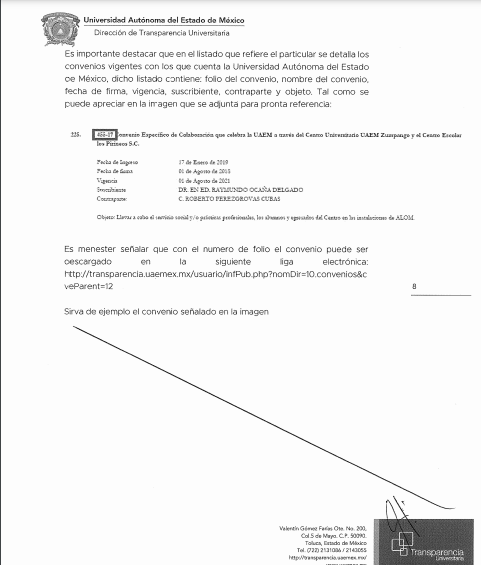 Universidad Autónoma del Estado de México
Dirección de Transparencia Universitaria
Es importante destacar que en el listado que refiere el particular se detalla los
convenios vigentes con los que cuenta la Universidad Autónoma del Estado
de México, dicho listado contiene: folio del convenio, nombre del convenio,
fecha de firma, vigencia, suscribiente, contraparte y objeto. Tal como se
puede apreciar en la imagen que se adjunta para pronta referencia:
225. 455-17 Convenio Específico de Colaboración que celebra la UAEM a través del Centro Universitario UAEM Zumpango y el Centro Escolar
los Pirineos S.C.
Fecha de Ingreso 17 de Enero de 2019
Fecha de firma 01 de Agosto de 2018
Vigencia 01 de Agosto de 2021
Suscribiente DR. EN ED. RAYMUNDO OCAÑA DELGADO
Contraparte: C. ROBERTO PEREZGROVAS CUBAS
Objeto: Llevar a cabo el servicio social y/o prácticas profesionales, los alumnos y egresados del Centro en las instalaciones de ALOM.
Es menester señalar que con el numero de folio el convenio puede ser
descargado en la siguiente liga electrónica:
http://transparencia.uaemex.mx/usuario/infPub.php?nomDir=10.convenios&c
veParent=12
8
Sirva de ejemplo el convenio señalado en la imagen
Valentín Gómez Farías Ote. No. 200,
Col.5 de Mayo, C.P. 50090.
Toluca, Estado de México
Tel. (722) 2131086 / 2143055
http://transparencia.uaemex.mx/
Transparencia
Universitaria